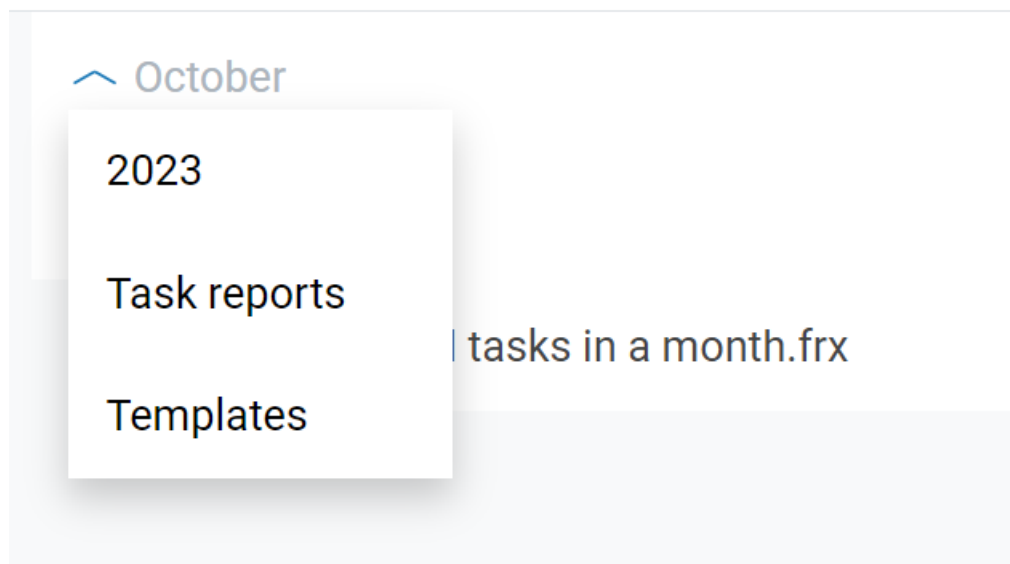 October
2023
Task reports
tasks in a month.frx
Templates